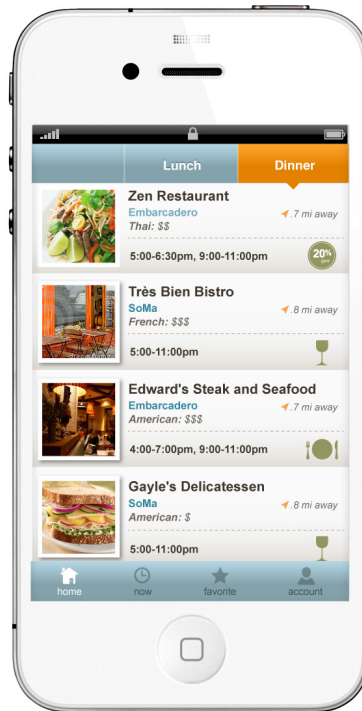 Lunch
Dinner
Zen Restaurant
Embarcadero
.7 mi away
Thai: $$
5:00-6:30pm, 9:00-11:00pm
20%
OFF
Très Bien Bistro
SoMa
.8 mi away
French: $$$
5:00-11:00pm
Edward's Steak and Seafood
Embarcadero
.7 mi away
American: $$$
4:00-7:00pm, 9:00-11:00pm
Gayle's Delicatessen
SoMa
.8 mi away
American: $
5:00-11:00pm
home
now
favorite
account